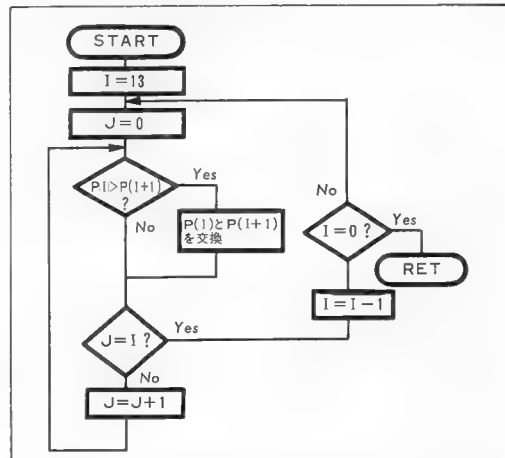 START
I=13
J=0
P(I)>P(I+1)
?
Yes
No
P(I)とP(I+1)
を交換
J=I?
Yes
No
J=J+1
I=I-1
I=0?
No
Yes
RET